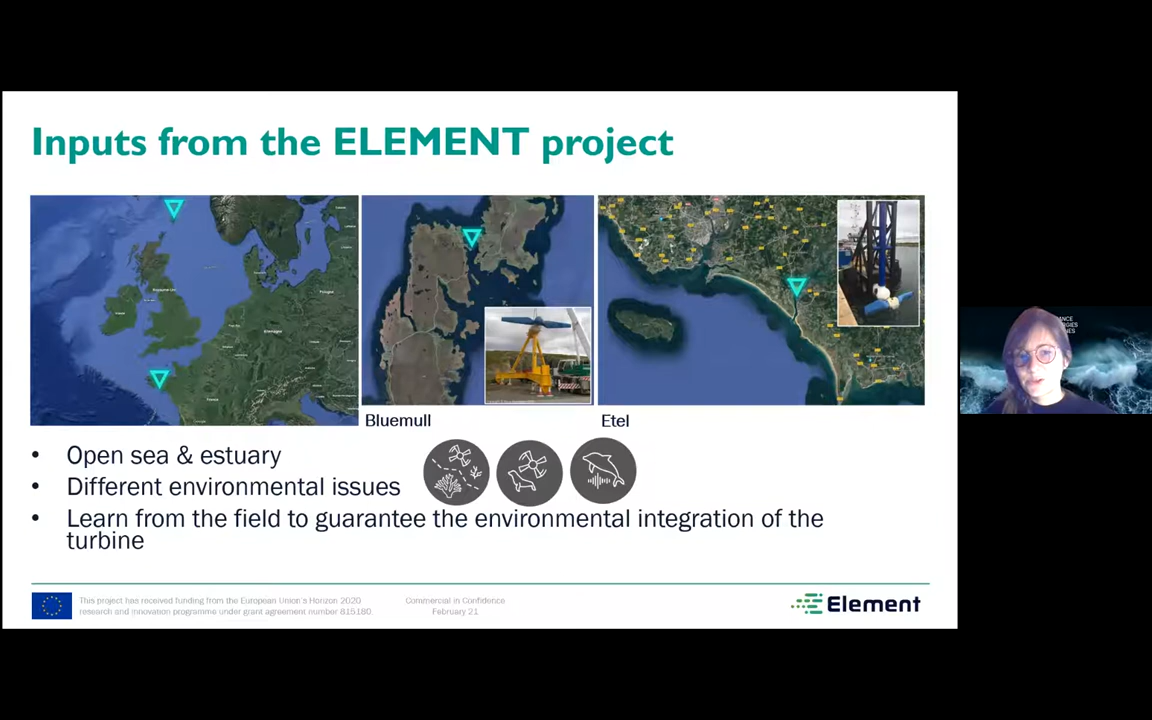 Inputs from the ELEMENT project
Bluemull
Etel
• Open sea & estuary
• Different environmental issues
• Learn from the field to guarantee the environmental integration of the
turbine
This project has received funding from the European Union's Horizon 2020
research and innovation programme under grant agreement number 815180.
Commercial in Confidence
February 21
Element